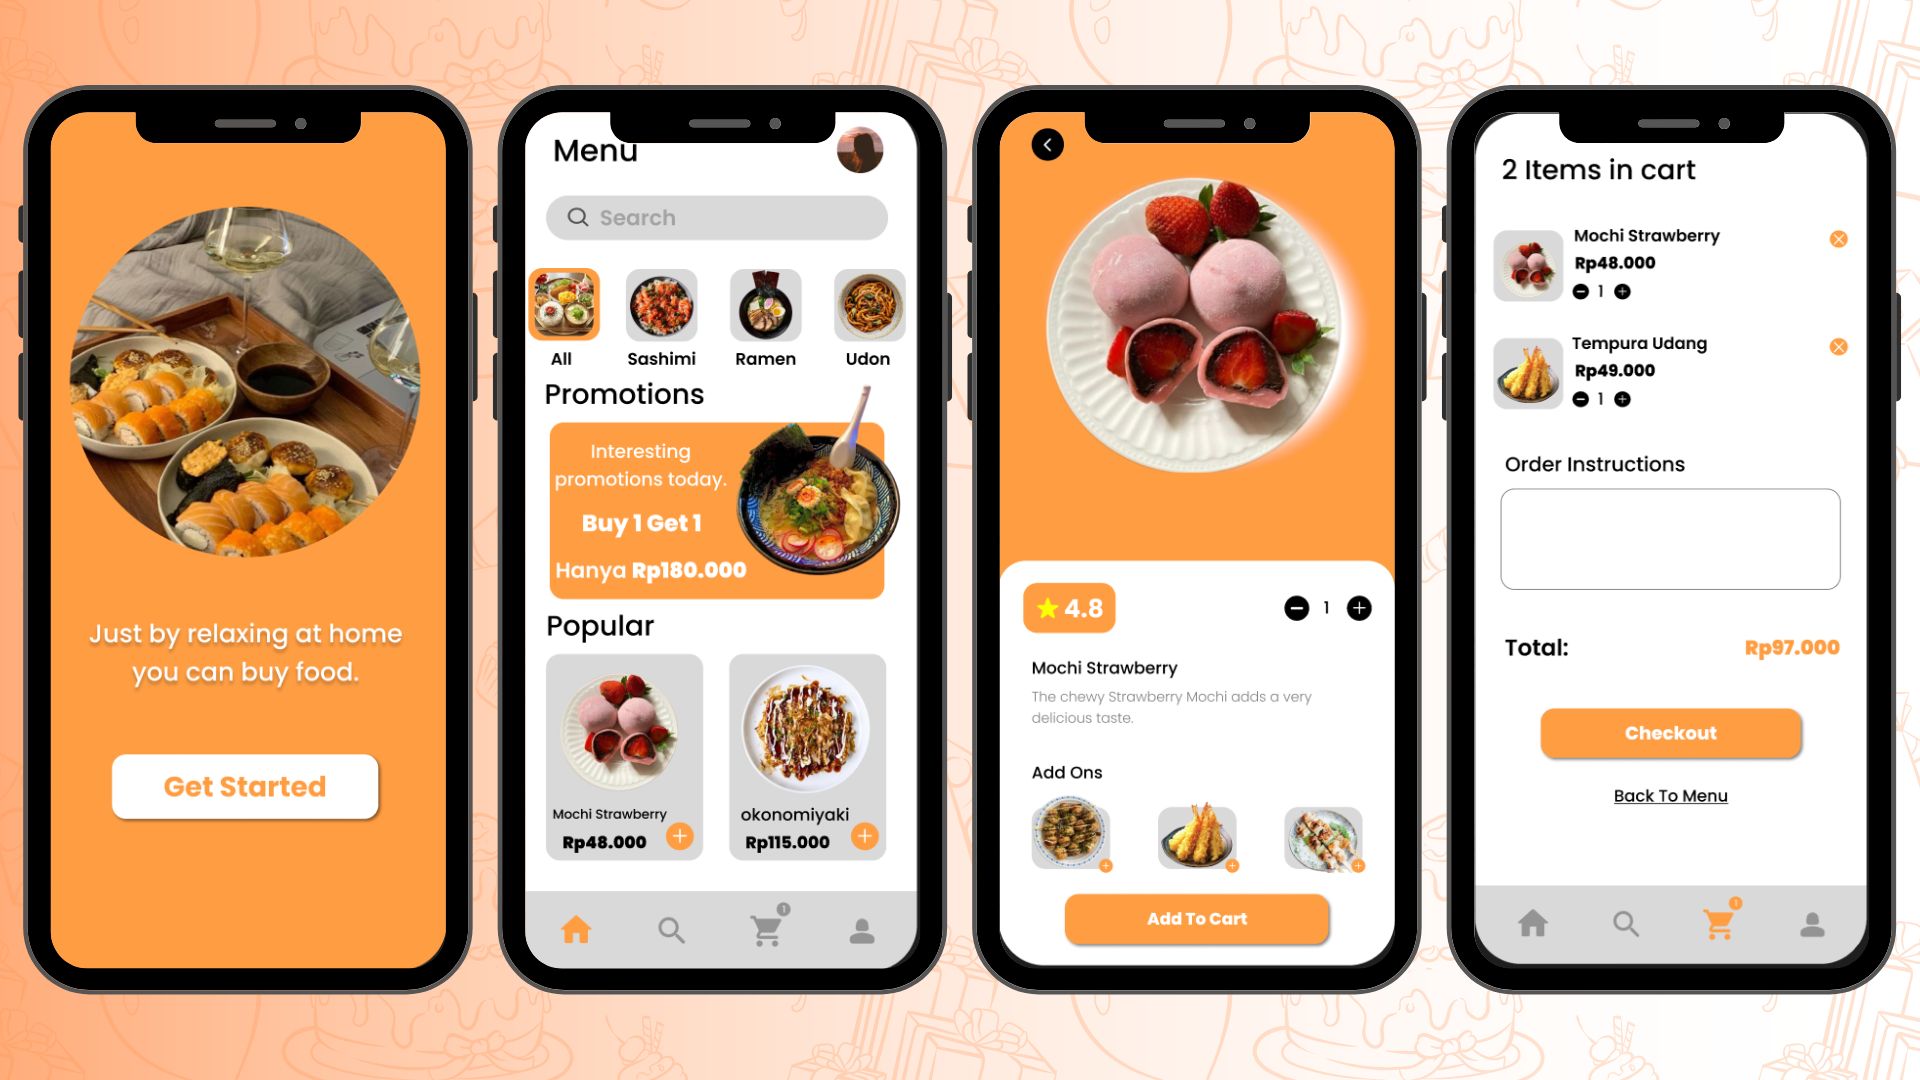 Just by relaxing at home
you can buy food.
Get Started
Menu
Search
All
Sashimi
Ramen
Udon
Promotions
Interesting
promotions today.
Buy 1 Get 1
Hanya Rp180.000
Popular
Mochi Strawberry
Rp48.000
okonomiyaki
Rp115.000
1
4.8
1
Mochi Strawberry
The chewy Strawberry Mochi adds a very
delicious taste.
Add Ons
Add To Cart
2 Items in cart
Mochi Strawberry
Rp48.000
1
Tempura Udang
Rp49.000
1
Order Instructions
Total:
Rp97.000
Checkout
Back To Menu
1